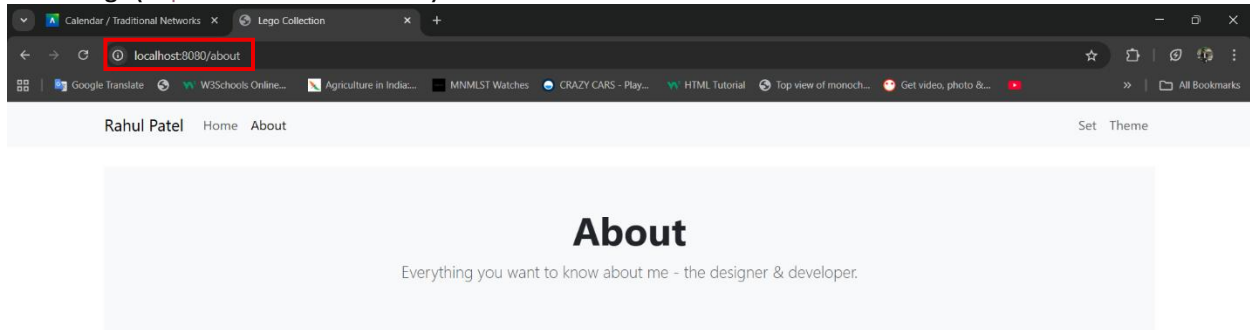 Calendar / Traditional Networks
Lego Collection
localhost:8080/about
Google Translate
W3Schools Online...
Agriculture in India:...
MNMLST Watches
CRAZY CARS - Play...
HTML Tutorial
Top view of monoch...
Get video, photo &...
»
All Bookmarks
Rahul Patel Home About Set Theme
About
Everything you want to know about me - the designer & developer.